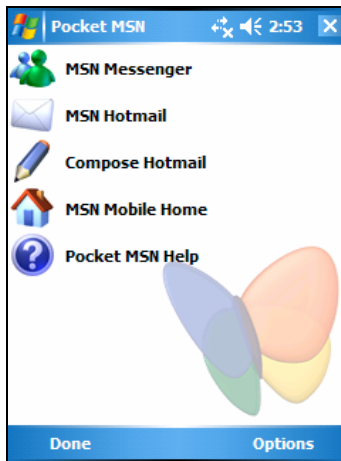 Pocket MSN 2:53
MSN Messenger
MSN Hotmail
Compose Hotmail
MSN Mobile Home
Pocket MSN Help
Done Options